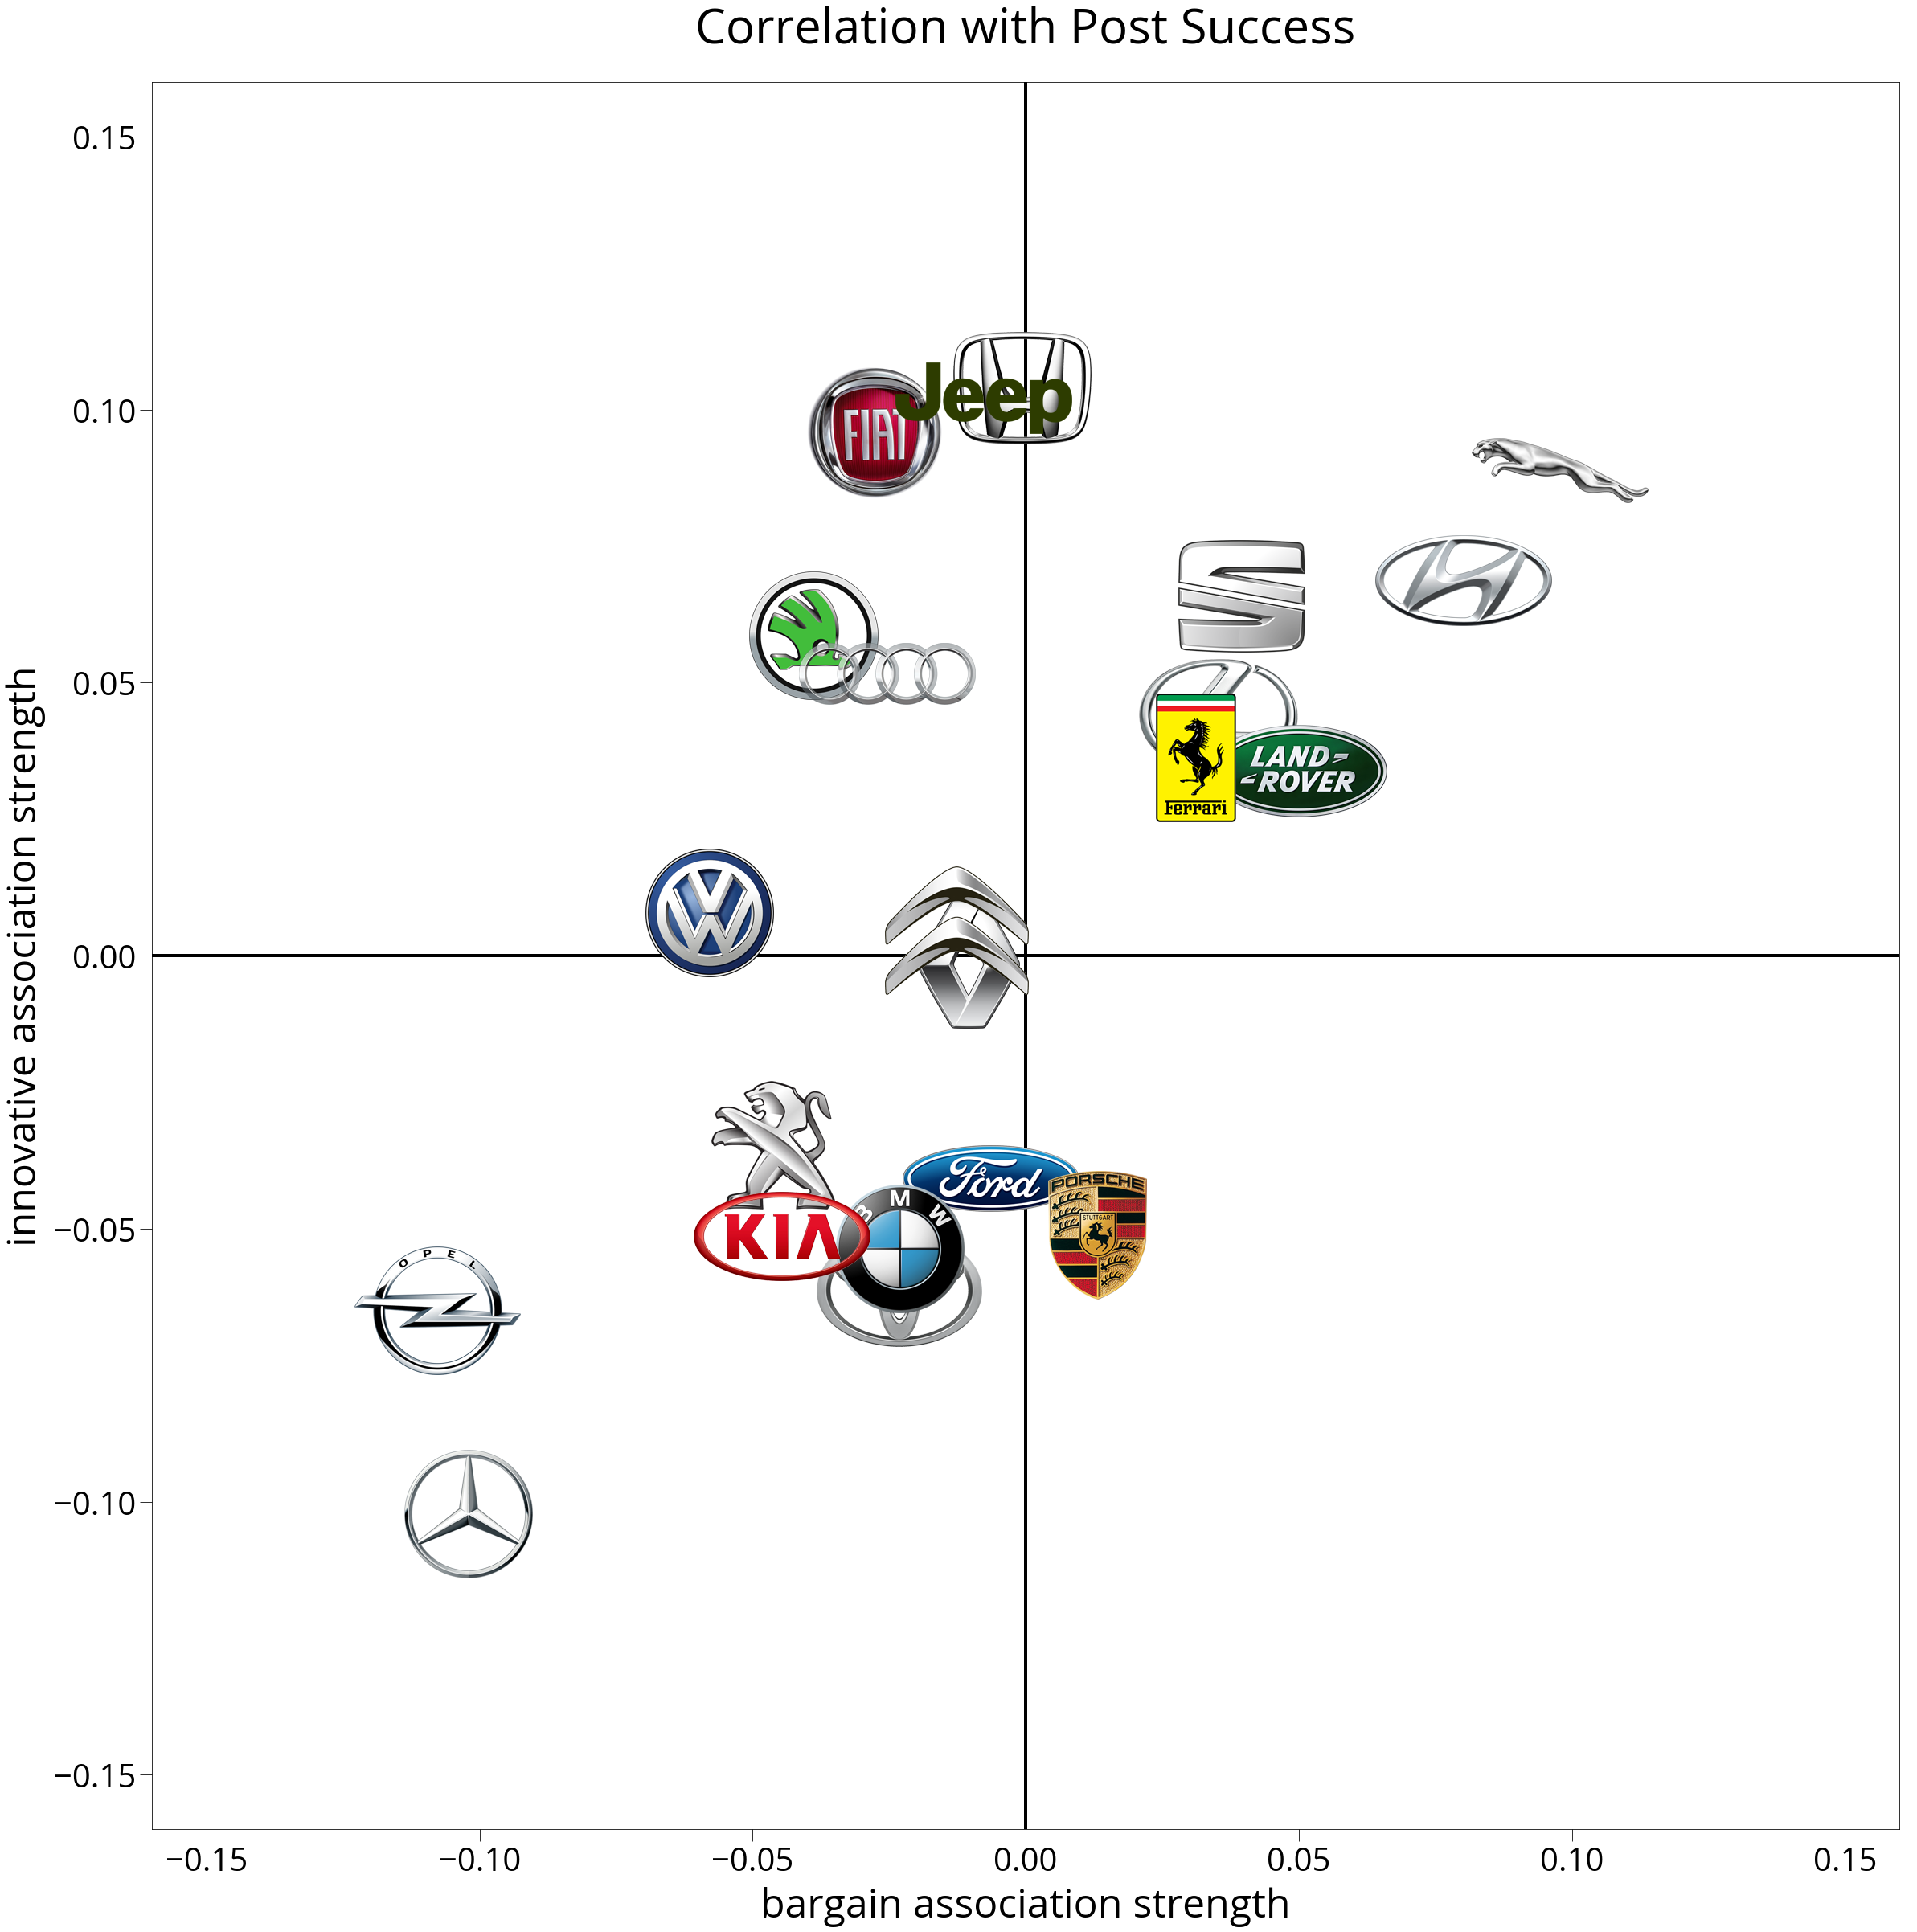 Correlation with Post Success
0.15
0.10
0.05
0.00
−0.05
−0.10
−0.15
innovative association strength
Jeep
FIAT
LAND
ROVER
Ferrari
Ford
PORSCHE
STUTTGART
BMW
KIA
OPEL
−0.15
−0.10
−0.05
0.00
0.05
0.10
0.15
bargain association strength